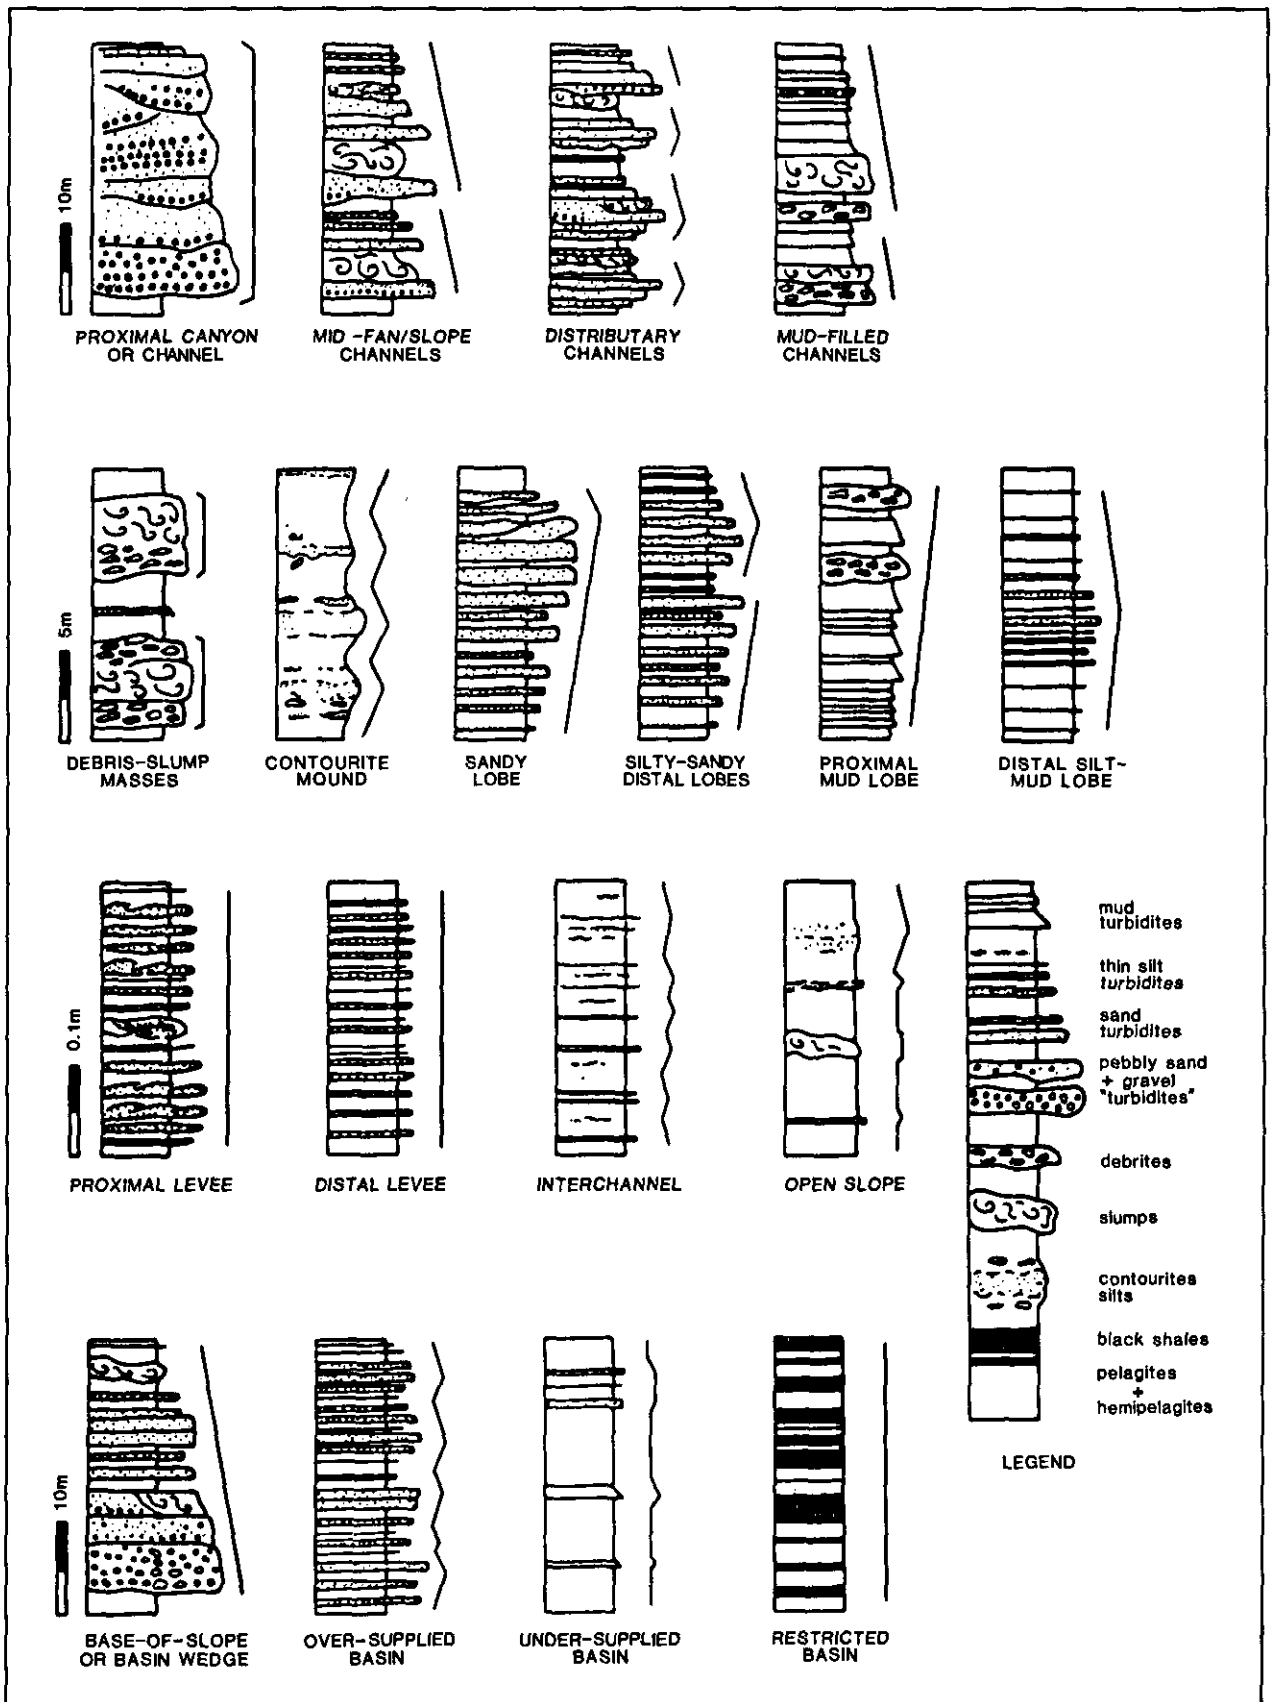 10m
PROXIMAL CANYON
OR CHANNEL
MID-FAN/SLOPE
CHANNELS
DISTRIBUTARY
CHANNELS
MUD-FILLED
CHANNELS
5m
DEBRIS-SLUMP
MASSES
CONTOURITE
MOUND
SANDY
LOBE
SILTY-SANDY
DISTAL LOBES
PROXIMAL
MUD LOBE
DISTAL SILT-
MUD LOBE
0.1m
PROXIMAL LEVEE
DISTAL LEVEE
INTERCHANNEL
OPEN SLOPE
mud
turbidites
thin silt
turbidites
sand
turbidites
pebbly sand
+ gravel
"turbidites"
debrites
slumps
contourites
silts
black shales
pelagites
+
hemipelagites
LEGEND
10m
BASE-OF-SLOPE
OR BASIN WEDGE
OVER-SUPPLIED
BASIN
UNDER-SUPPLIED
BASIN
RESTRICTED
BASIN